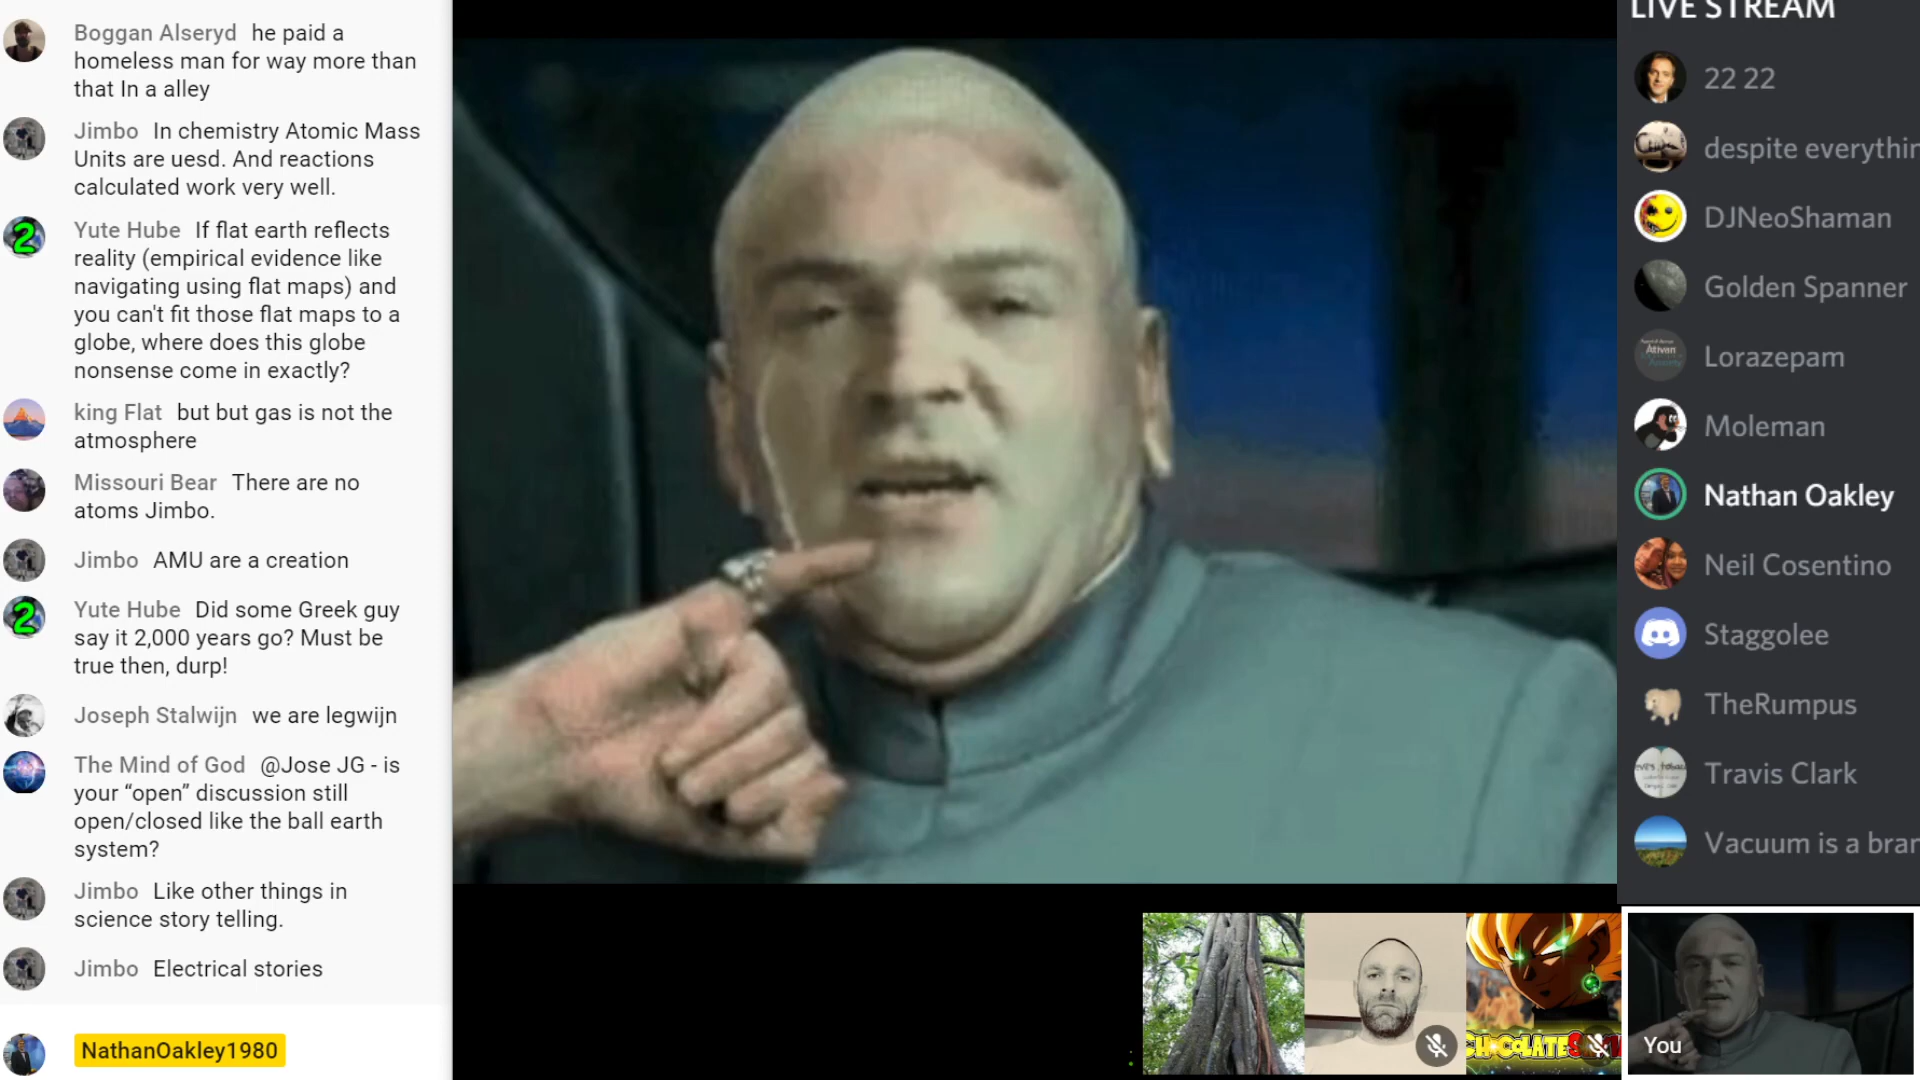 Boggan Alseryd he paid a
homeless man for way more than
that In a alley
Jimbo In chemistry Atomic Mass
Units are uesd. And reactions
calculated work very well.
Yute Hube If flat earth reflects
reality (empirical evidence like
navigating using flat maps) and
you can't fit those flat maps to a
globe, where does this globe
nonsense come in exactly?
king Flat but but gas is not the
atmosphere
Missouri Bear There are no
atoms Jimbo.
Jimbo AMU are a creation
Yute Hube Did some Greek guy
say it 2,000 years go? Must be
true then, durp!
Joseph Stalwijn we are legwijn
The Mind of God @Jose JG - is
your “open” discussion still
open/closed like the ball earth
system?
Jimbo Like other things in
science story telling.
Jimbo Electrical stories
NathanOakley1980
LIVE STREAM
22 22
despite everythin
DJNeoShaman
Golden Spanner
Ativan
Lorazepam
Moleman
Nathan Oakley
Neil Cosentino
Staggolee
TheRumpus
Travis Clark
Vacuum is a bran
You